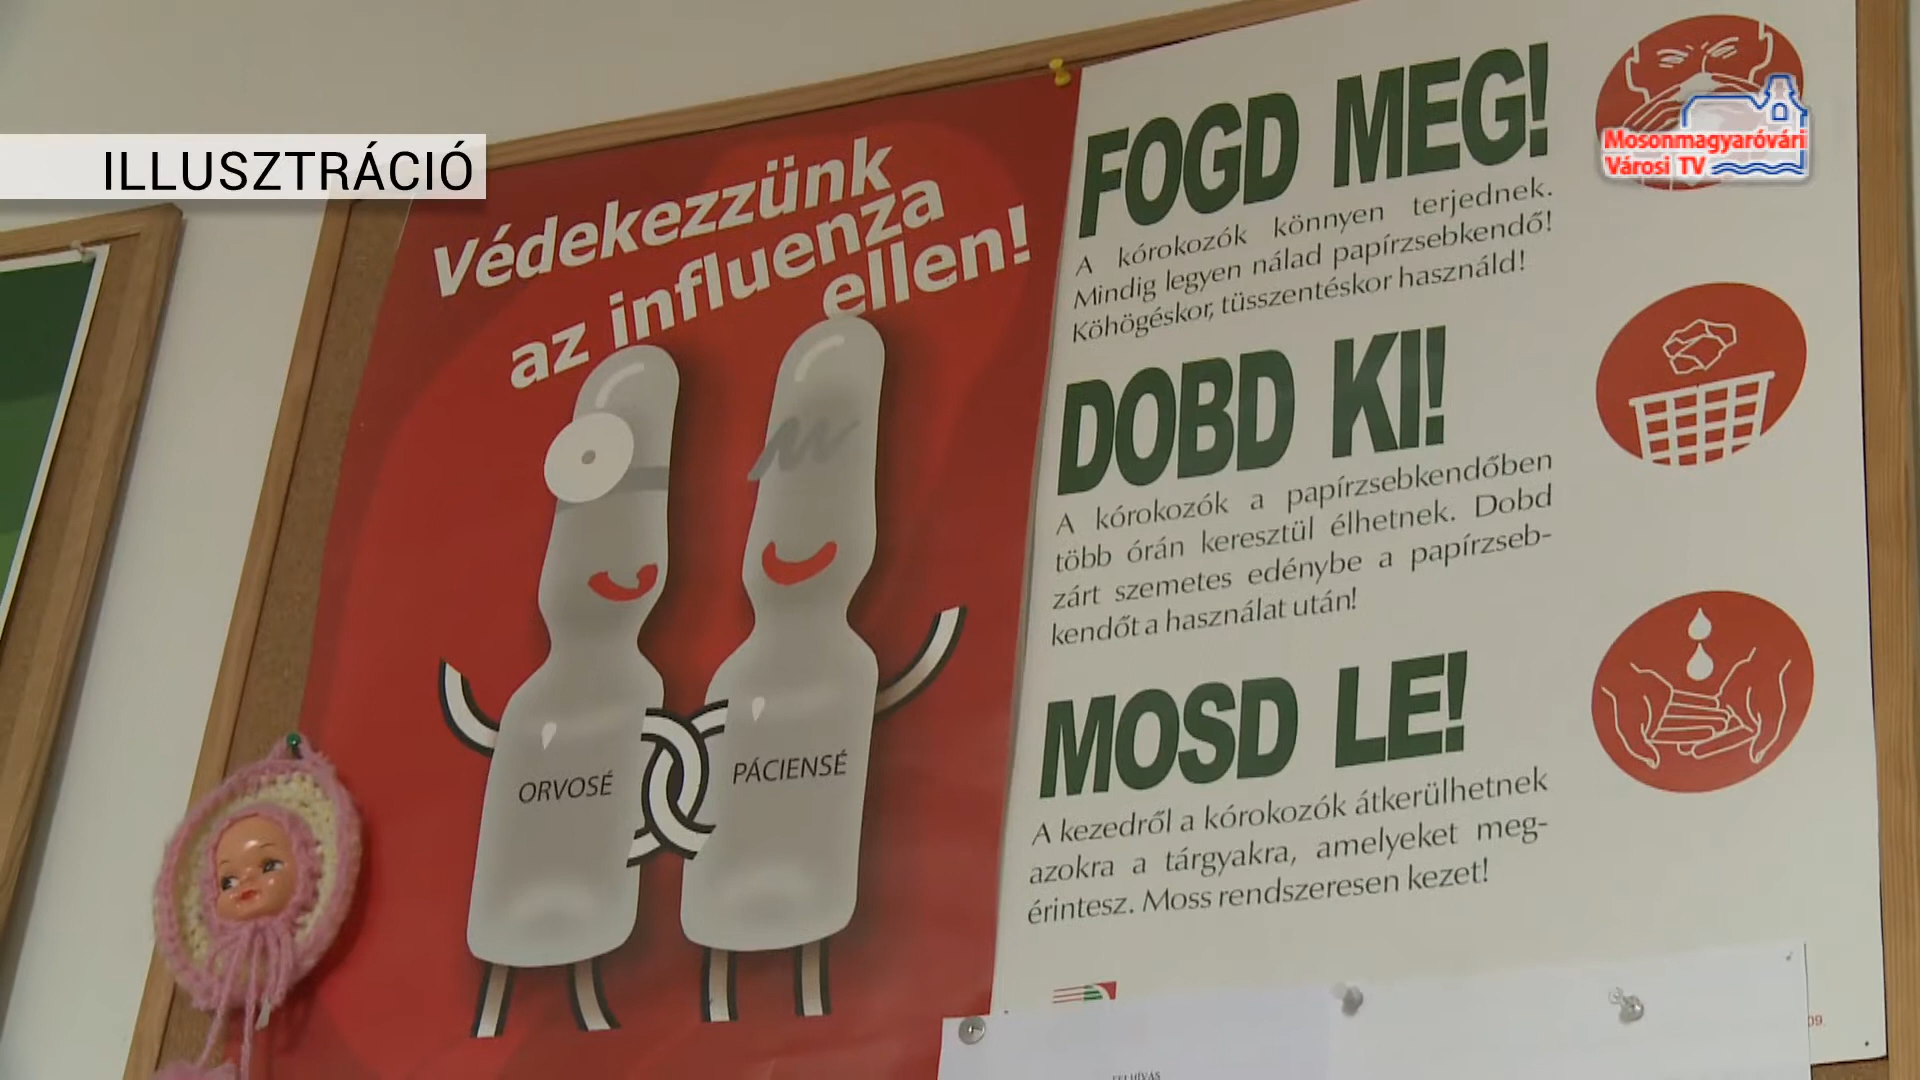 ILLUSZTRÁCIÓ
Védekezzünk
az influenza
ellen!
ORVOSÉ
PÁCIENSÉ
FOGD MEG!
A kórokozók könnyen terjednek.
Mindig legyen nálad papírzsebkendő!
Köhögéskor, tüsszentéskor használd!
DOBD KI!
A kórokozók a papírzsebkendőben
több órán keresztül élhetnek. Dobd
zárt szemetes edénybe a papírzseb-
kendőt a használat után!
MOSD LE!
A kezedről a kórokozók átkerülhetnek
azokra a tárgyakra, amelyeket meg-
érintesz. Moss rendszeresen kezet!
Mosonmagyaróvári
Városi TV
09.
FELHÍVÁS